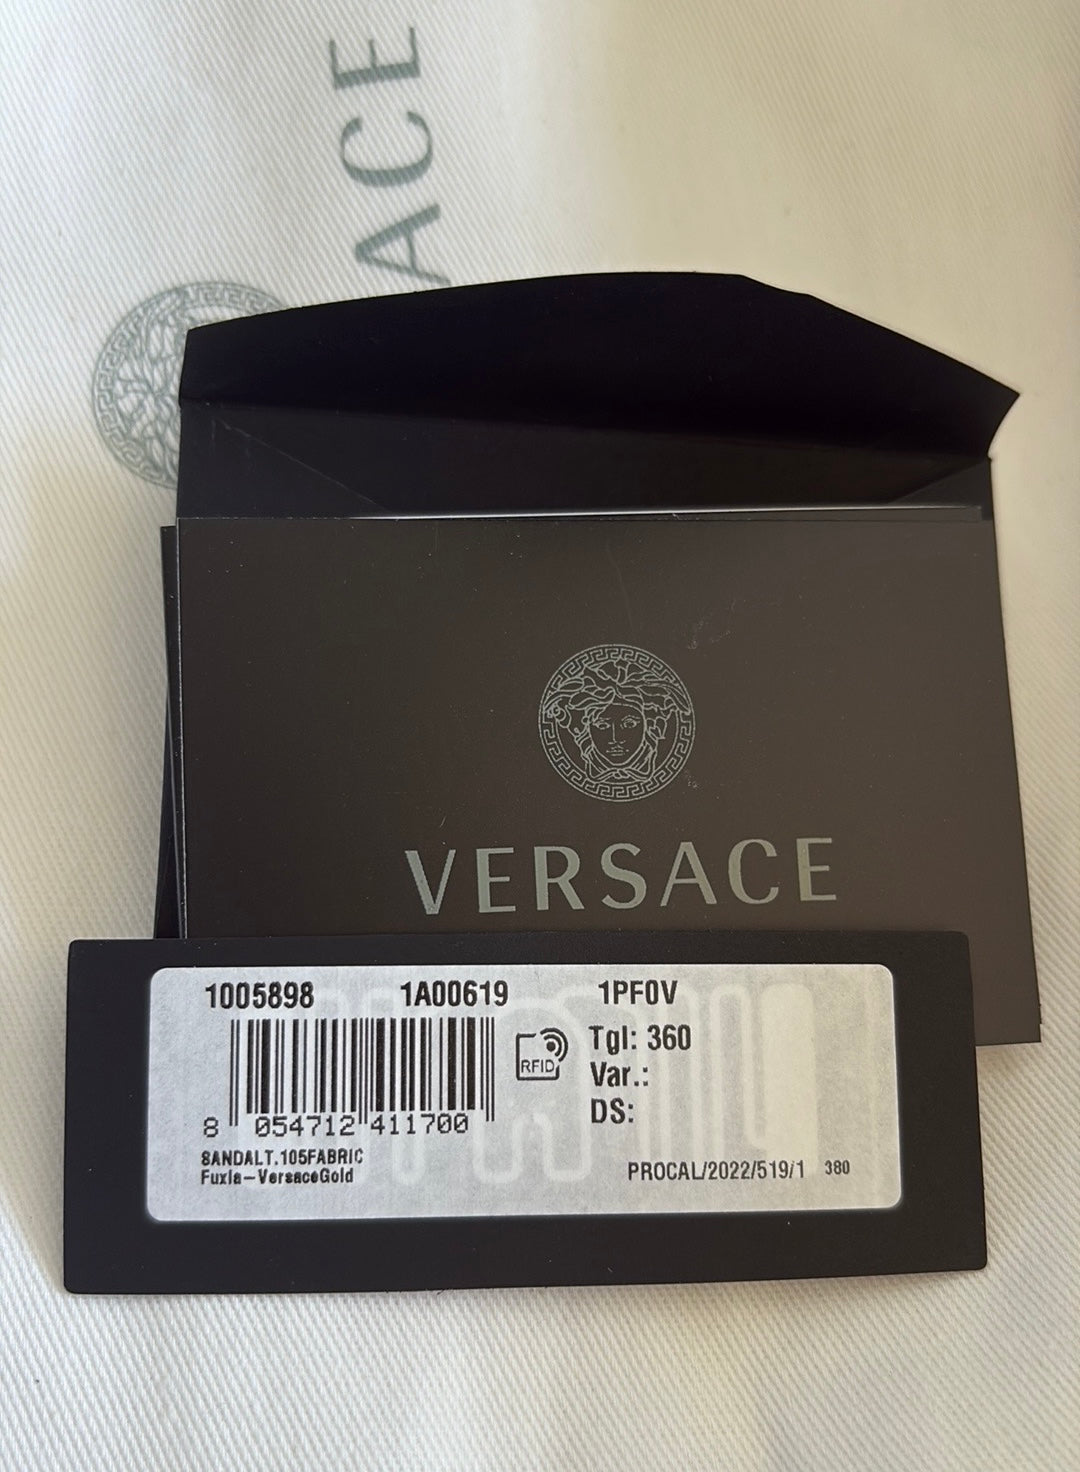 ACE
VERSACE
1005898 1A00619 1PF0V
RFID
Tgl: 360
Var.:
DS:
8 054712 411700
SANDALT.105FABRIC
Fuxia-VersaceGold
PROCAL/2022/519/1 380